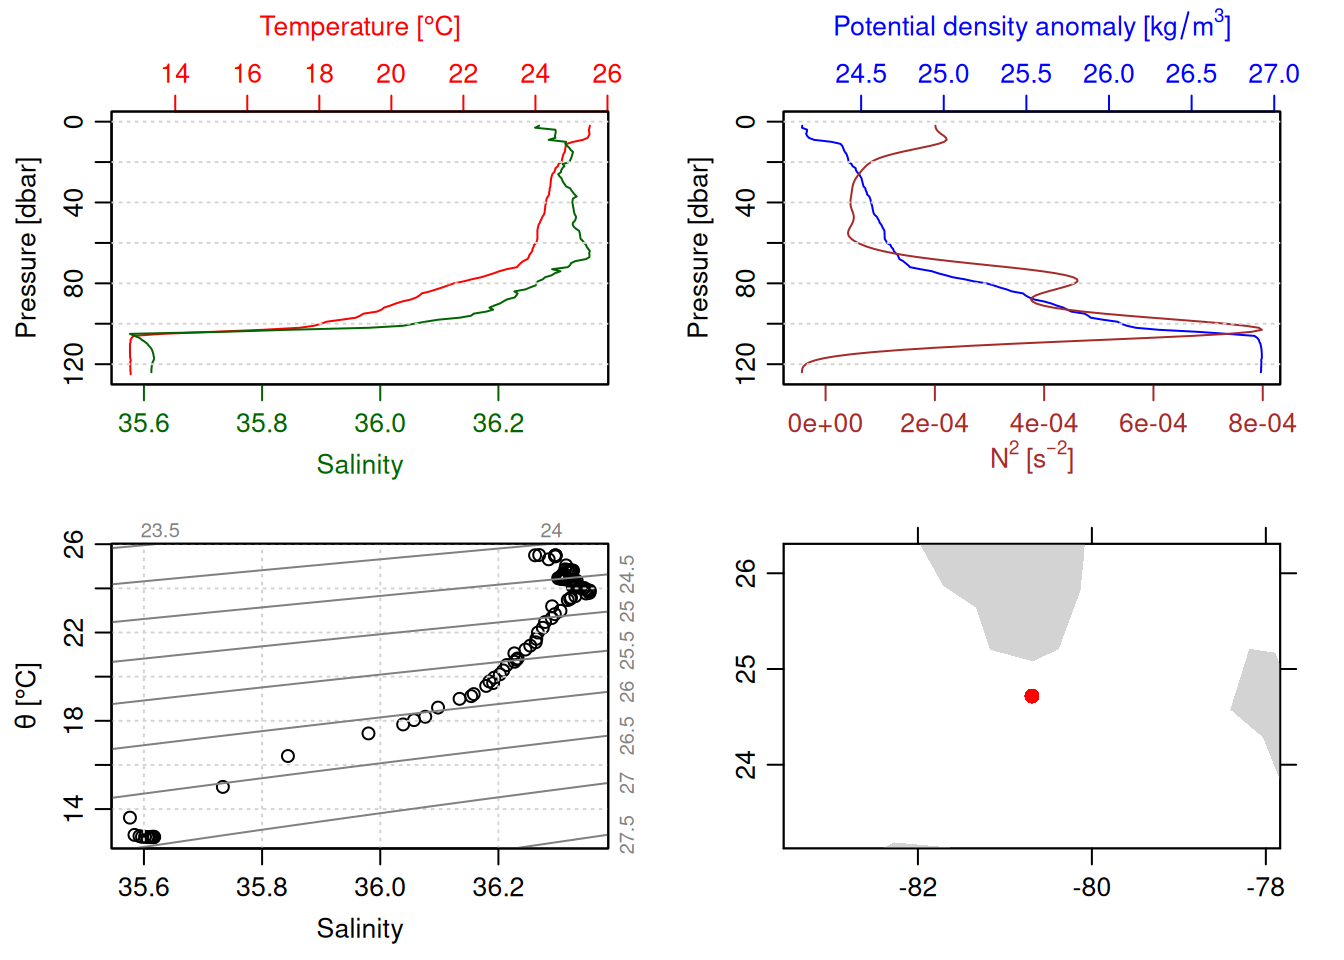 Temperature [°C]
14 16 18 20 22 24 26
Pressure [dbar]
0 40 80 120
35.6 35.8 36.0 36.2
Salinity
Potential density anomaly [kg/m³]
24.5 25.0 25.5 26.0 26.5 27.0
Pressure [dbar]
0 40 80 120
0e+00 2e-04 4e-04 6e-04 8e-04
N² [s⁻²]
23.5 24
θ [°C]
26 22 18 14
24.5 25 25.5 26 26.5 27 27.5
35.6 35.8 36.0 36.2
Salinity
26 25 24
-82 -80 -78